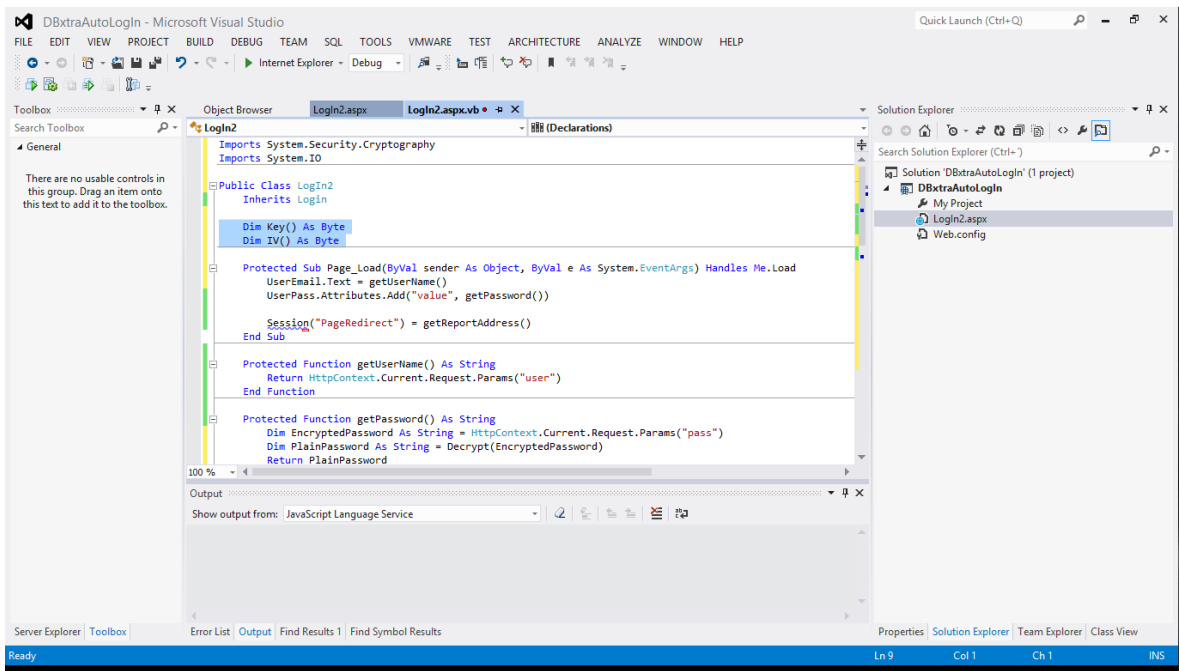 DBxtraAutoLogIn - Microsoft Visual Studio
Quick Launch (Ctrl+Q)
FILE EDIT VIEW PROJECT BUILD DEBUG TEAM SQL TOOLS VMWARE TEST ARCHITECTURE ANALYZE WINDOW HELP
Internet Explorer Debug
Toolbox
Search Toolbox
General
There are no usable controls in
this group. Drag an item onto
this text to add it to the toolbox.
Server Explorer Toolbox
Object Browser LogIn2.aspx LogIn2.aspx.vb
LogIn2 (Declarations)
Imports System.Security.Cryptography
Imports System.IO
Public Class LogIn2
Inherits Login
Dim Key() As Byte
Dim IV() As Byte
Protected Sub Page_Load(ByVal sender As Object, ByVal e As System.EventArgs) Handles Me.Load
UserEmail.Text = getUserName()
UserPass.Attributes.Add("value", getPassword())
Session("PageRedirect") = getReportAddress()
End Sub
Protected Function getUserName() As String
Return HttpContext.Current.Request.Params("user")
End Function
Protected Function getPassword() As String
Dim EncryptedPassword As String = HttpContext.Current.Request.Params("pass")
Dim PlainPassword As String = Decrypt(EncryptedPassword)
Return PlainPassword
100 %
Output
Show output from: JavaScript Language Service
Error List Output Find Results 1 Find Symbol Results
Solution Explorer
Search Solution Explorer (Ctrl+¨)
Solution 'DBxtraAutoLogIn' (1 project)
DBxtraAutoLogIn
My Project
LogIn2.aspx
Web.config
Properties Solution Explorer Team Explorer Class View
Ready Ln 9 Col 1 Ch 1 INS